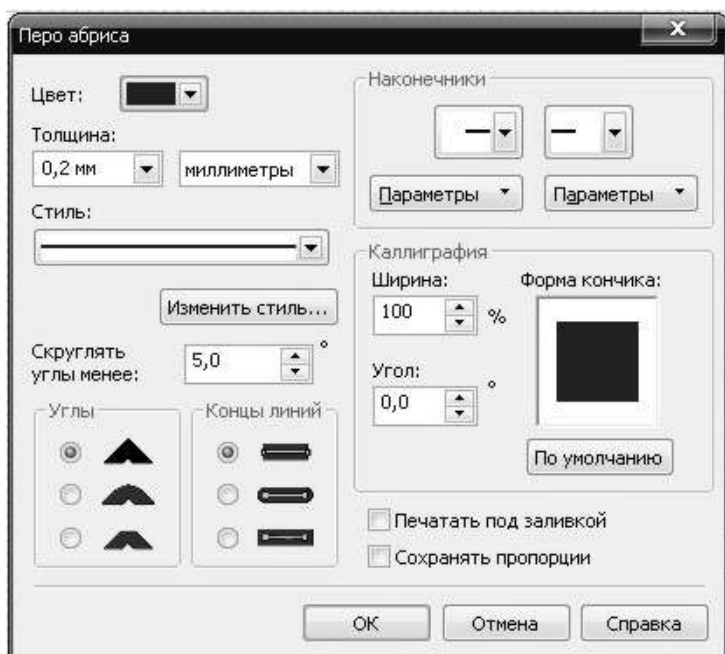 Перо абриса
Цвет:
Толщина:
0,2 мм
миллиметры
Стиль:
Изменить стиль...
Скруглять
углы менее:
5,0
°
Углы
Концы линий
Наконечники
Параметры
Параметры
Каллиграфия
Ширина:
100
%
Форма кончика:
Угол:
0,0
°
По умолчанию
Печатать под заливкой
Сохранять пропорции
ОК
Отмена
Справка